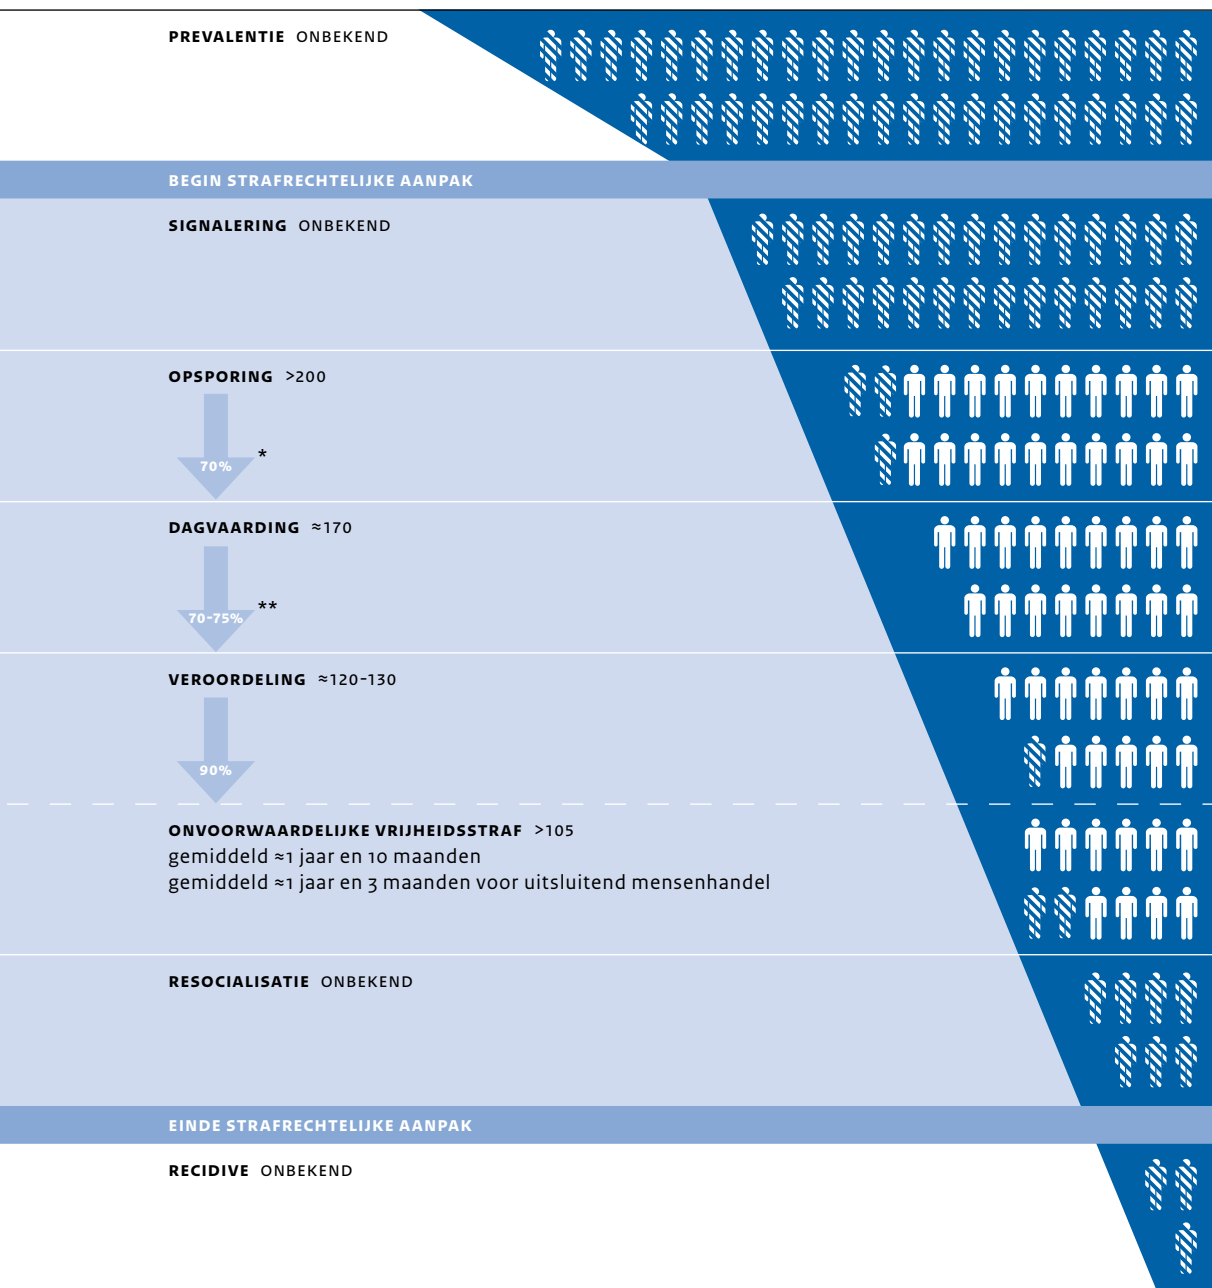 PREVALENTIE ONBEKEND
BEGIN STRAFRECHTELIJKE AANPAK
SIGNALERING ONBEKEND
OPSPORING >200
*
70%
DAGVAARDING ≈170
**
70-75%
VEROORDELING ≈120-130
90%
ONVOORWAARDELIJKE VRIJHEIDSSTRAF >105
gemiddeld ≈1 jaar en 10 maanden
gemiddeld ≈1 jaar en 3 maanden voor uitsluitend mensenhandel
RESOCIALISATIE ONBEKEND
EINDE STRAFRECHTELIJKE AANPAK
RECIDIVE ONBEKEND